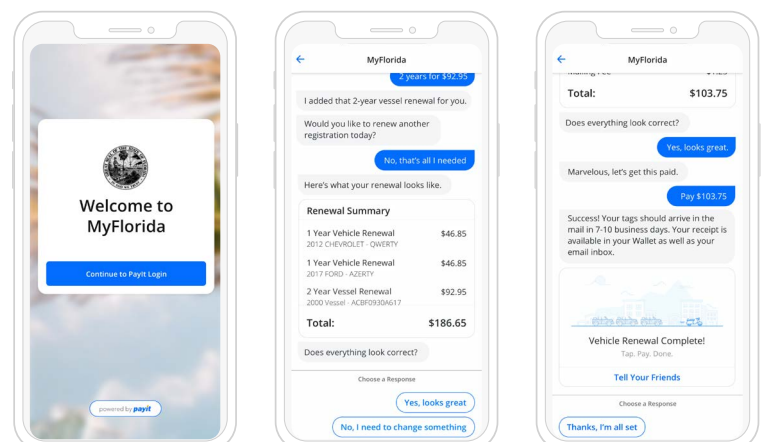 Welcome to
MyFlorida
Continue to PayIt Login
powered by payit
MyFlorida
2 years for $92.95
I added that 2-year vessel renewal for you.
Would you like to renew another
registration today?
No, that's all I needed
Here's what your renewal looks like.
Renewal Summary
1 Year Vehicle Renewal $46.85
2012 CHEVROLET - QWERTY
1 Year Vehicle Renewal $46.85
2017 FORD - AZERTY
2 Year Vessel Renewal $92.95
2000 Vessel - ACBF0930A617
Total: $186.65
Does everything look correct?
Choose a Response
Yes, looks great
No, I need to change something
MyFlorida
Mailing Fee $1.25
Total: $103.75
Does everything look correct?
Yes, looks great.
Marvelous, let's get this paid.
Pay $103.75
Success! Your tags should arrive in the
mail in 7-10 business days. Your receipt is
available in your Wallet as well as your
email inbox.
Vehicle Renewal Complete!
Tap. Pay. Done.
Tell Your Friends
Choose a Response
Thanks, I'm all set